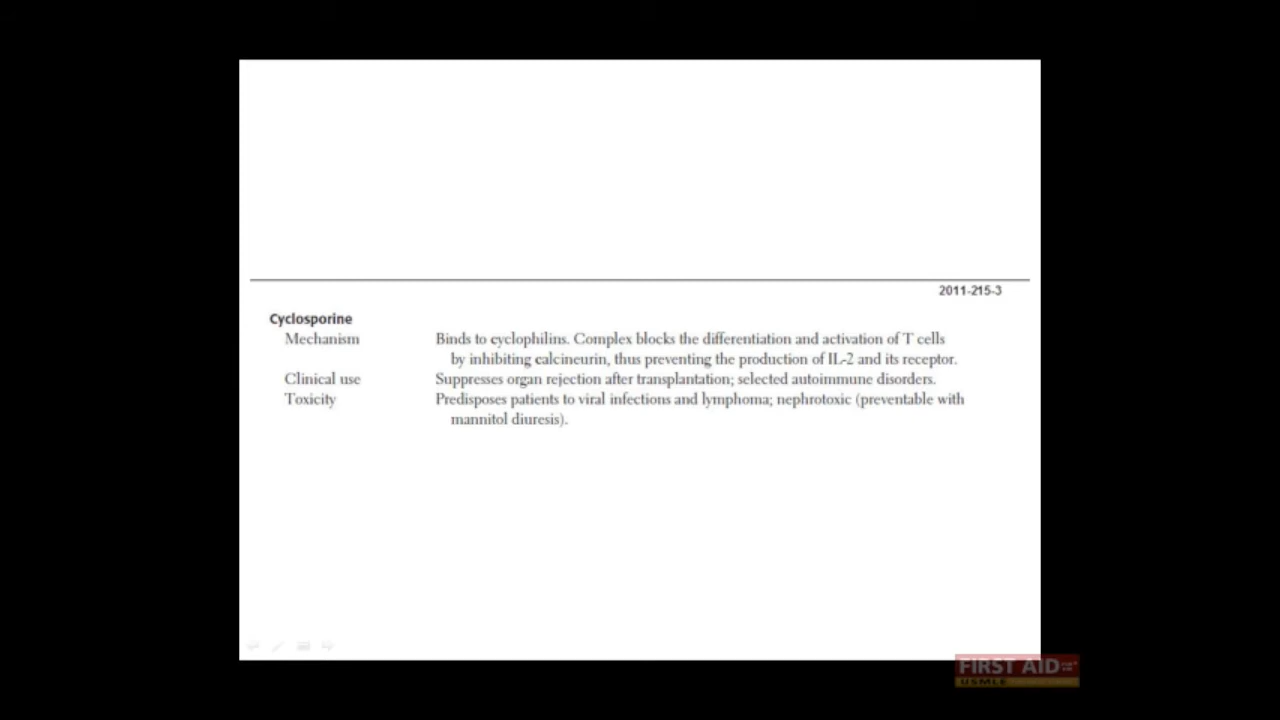 2011-215-3
Cyclosporine
Mechanism Binds to cyclophilins. Complex blocks the differentiation and activation of T cells
by inhibiting calcineurin, thus preventing the production of IL-2 and its receptor.
Clinical use Suppresses organ rejection after transplantation; selected autoimmune disorders.
Toxicity Predisposes patients to viral infections and lymphoma; nephrotoxic (preventable with
mannitol diuresis).
FIRST AID
USMLE